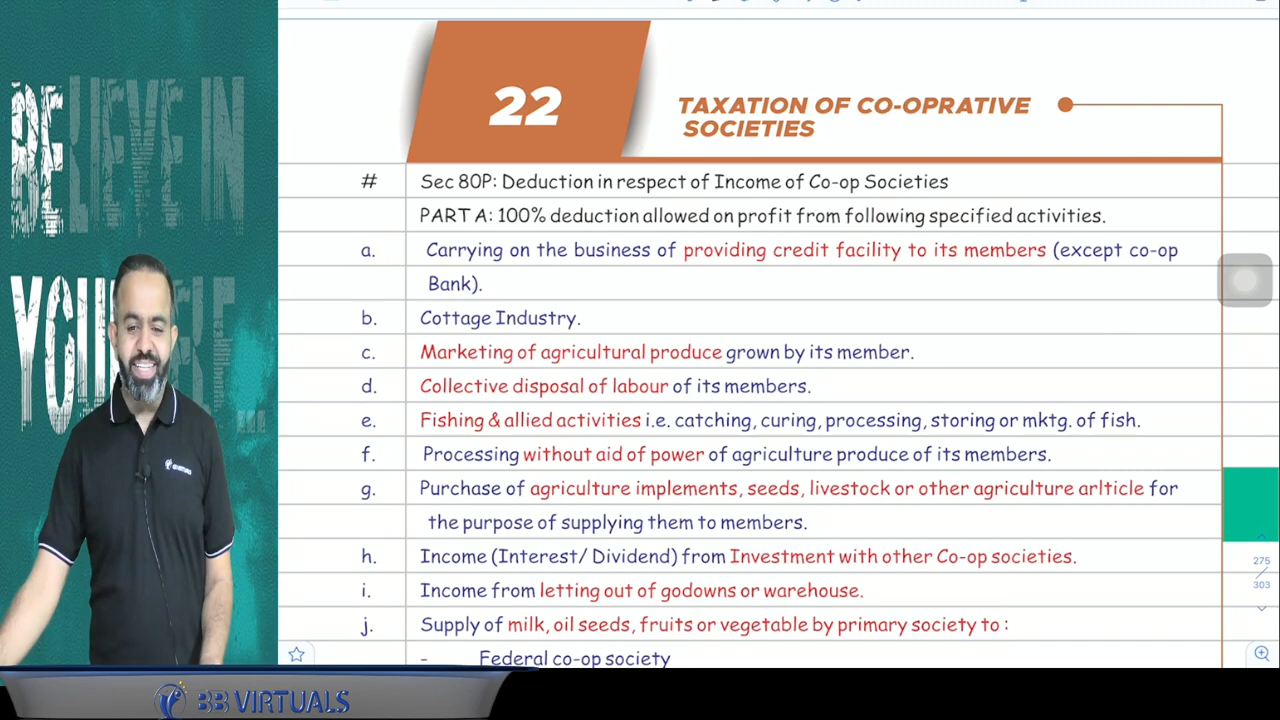 BELIEVE IN
YOURSELF...
22
TAXATION OF CO-OPRATIVE
SOCIETIES
# Sec 80P: Deduction in respect of Income of Co-op Societies
PART A: 100% deduction allowed on profit from following specified activities.
a. Carrying on the business of providing credit facility to its members (except co-op
Bank).
b. Cottage Industry.
c. Marketing of agricultural produce grown by its member.
d. Collective disposal of labour of its members.
e. Fishing & allied activities i.e. catching, curing, processing, storing or mktg. of fish.
f. Processing without aid of power of agriculture produce of its members.
g. Purchase of agriculture implements, seeds, livestock or other agriculture arlticle for
the purpose of supplying them to members.
h. Income (Interest/ Dividend) from Investment with other Co-op societies.
i. Income from letting out of godowns or warehouse.
j. Supply of milk, oil seeds, fruits or vegetable by primary society to :
- Federal co-op society
275
303
BB VIRTUALS
BB VIRTUALS